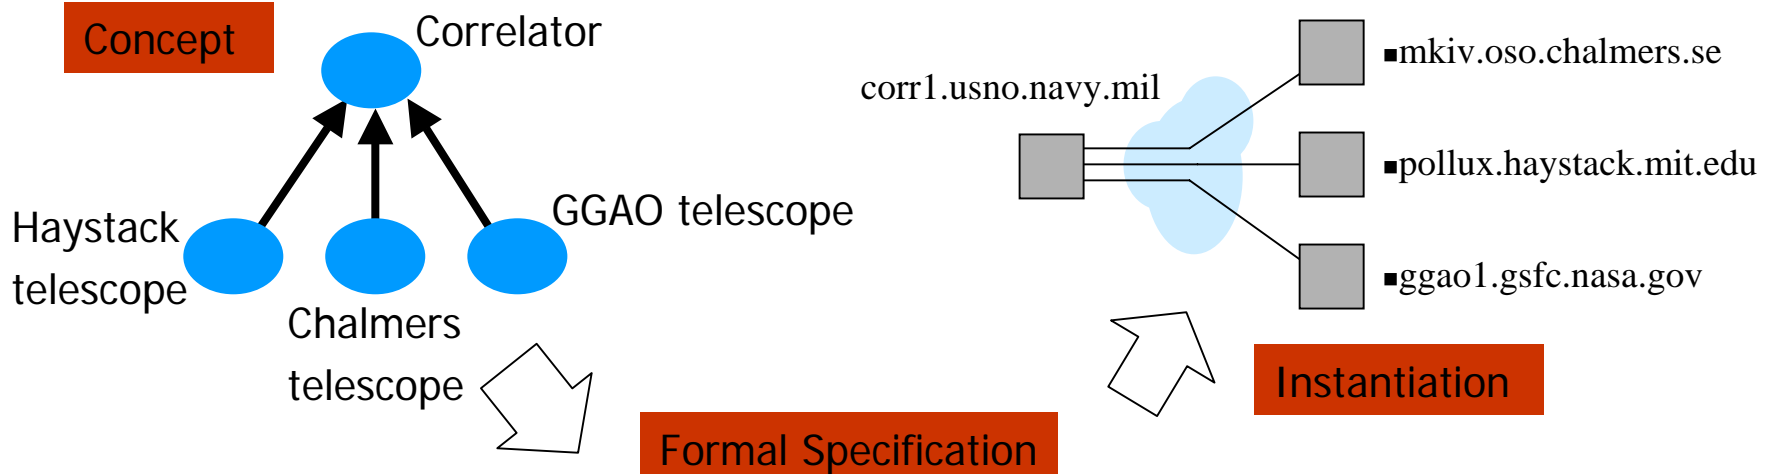 Concept
Correlator
Haystack
telescope
Chalmers
telescope
GGAO telescope
Formal Specification
corr1.usno.navy.mil
▪mkiv.oso.chalmers.se
▪pollux.haystack.mit.edu
▪ggao1.gsfc.nasa.gov
Instantiation